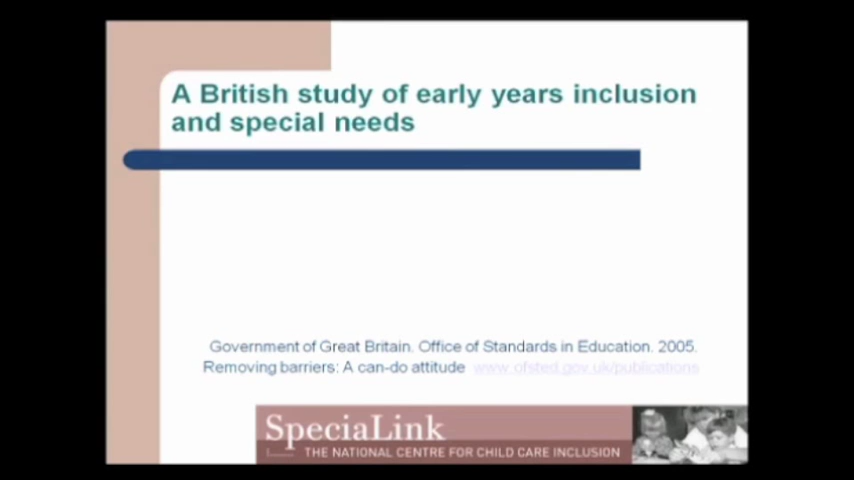 A British study of early years inclusion
and special needs
Government of Great Britain. Office of Standards in Education. 2005.
Removing barriers: A can-do attitude www.ofsted.gov.uk/publications
SpeciaLink
THE NATIONAL CENTRE FOR CHILD CARE INCLUSION